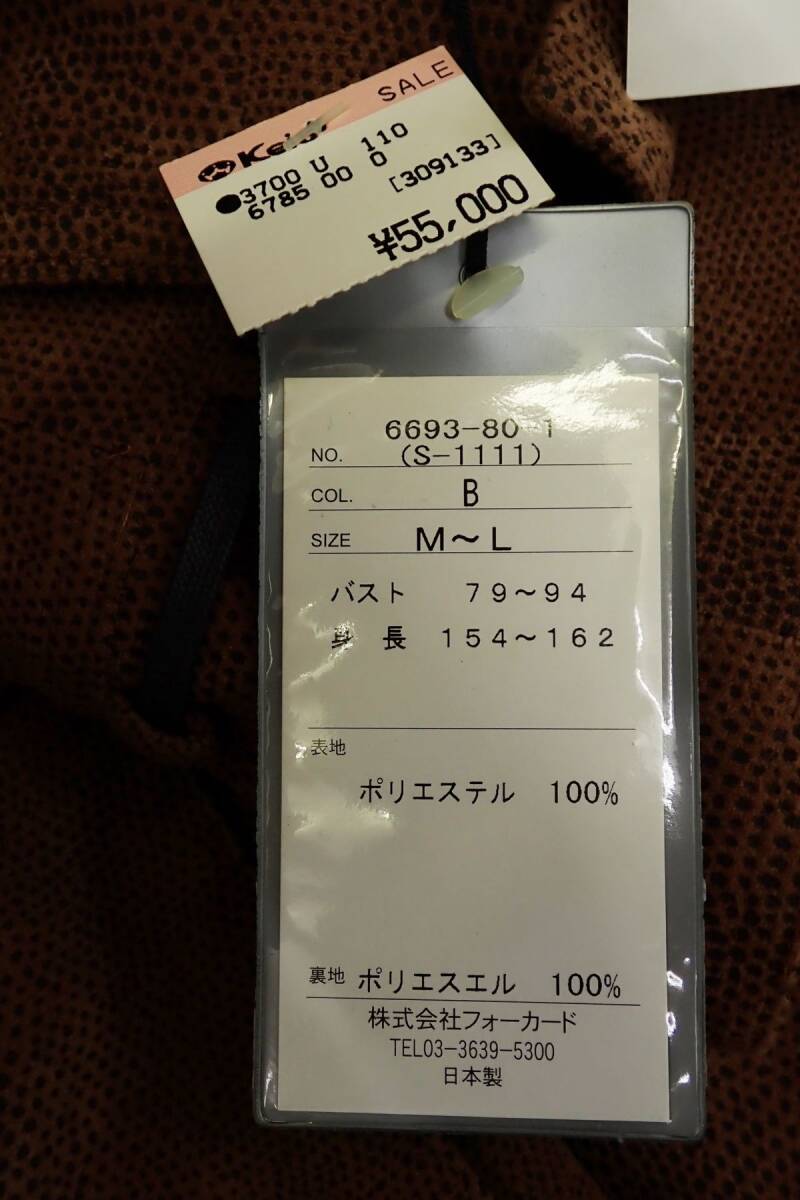 SALE
Keio
●3700 U 110
6785 00 0
[309133]
¥55,000
6693-80-1
NO. (S-1111)
COL. B
SIZE M～L
バスト 79～94
身 長 154～162
表地
ポリエステル 100%
裏地 ポリエスエル 100%
株式会社フォーカード
TEL03-3639-5300
日本製